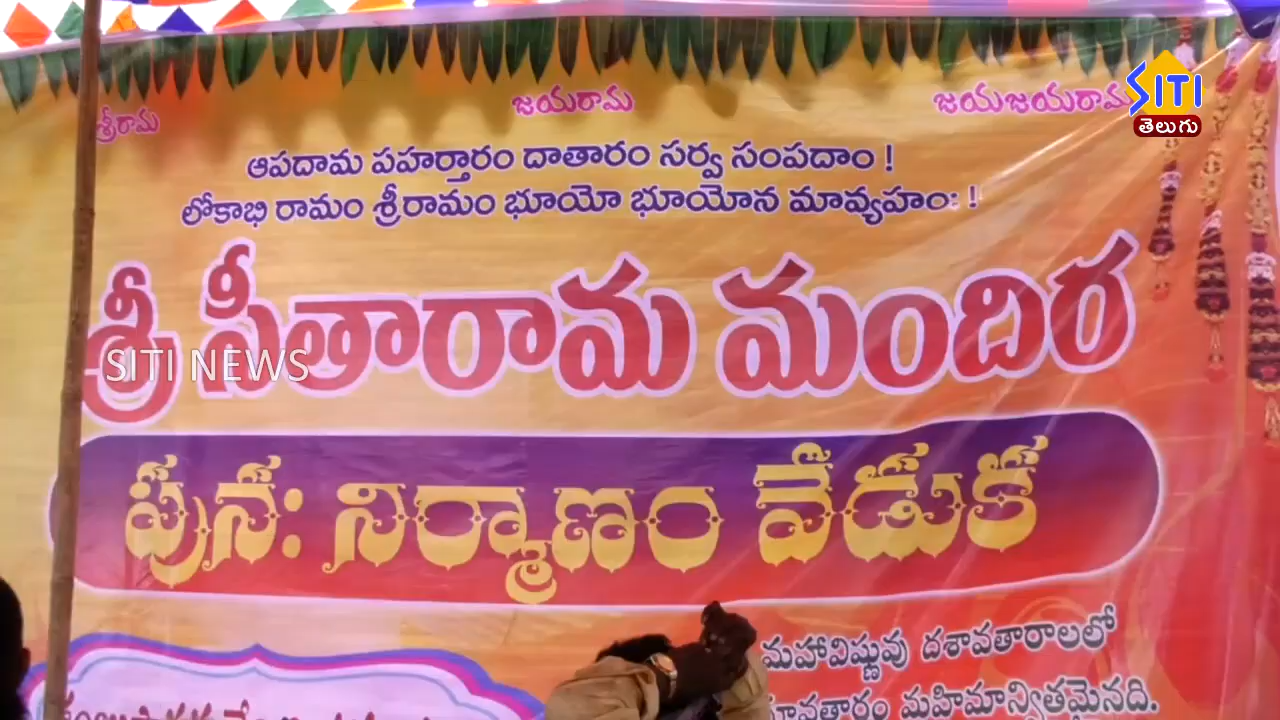 శ్రీరామ జయరామ జయజయరామ
SITI
తెలుగు
ఆపదామ పహర్తారం దాతారం సర్వ సంపదాం !
లోకాభి రామం శ్రీరామం భూయో భూయోన మావ్యహం: !
శ్రీ సీతారామ మందిర
SITI NEWS
పున: నిర్మాణం వేడుక
మహావిష్ణువు దశావతారాలలో
మహిమాన్వితమైనది.